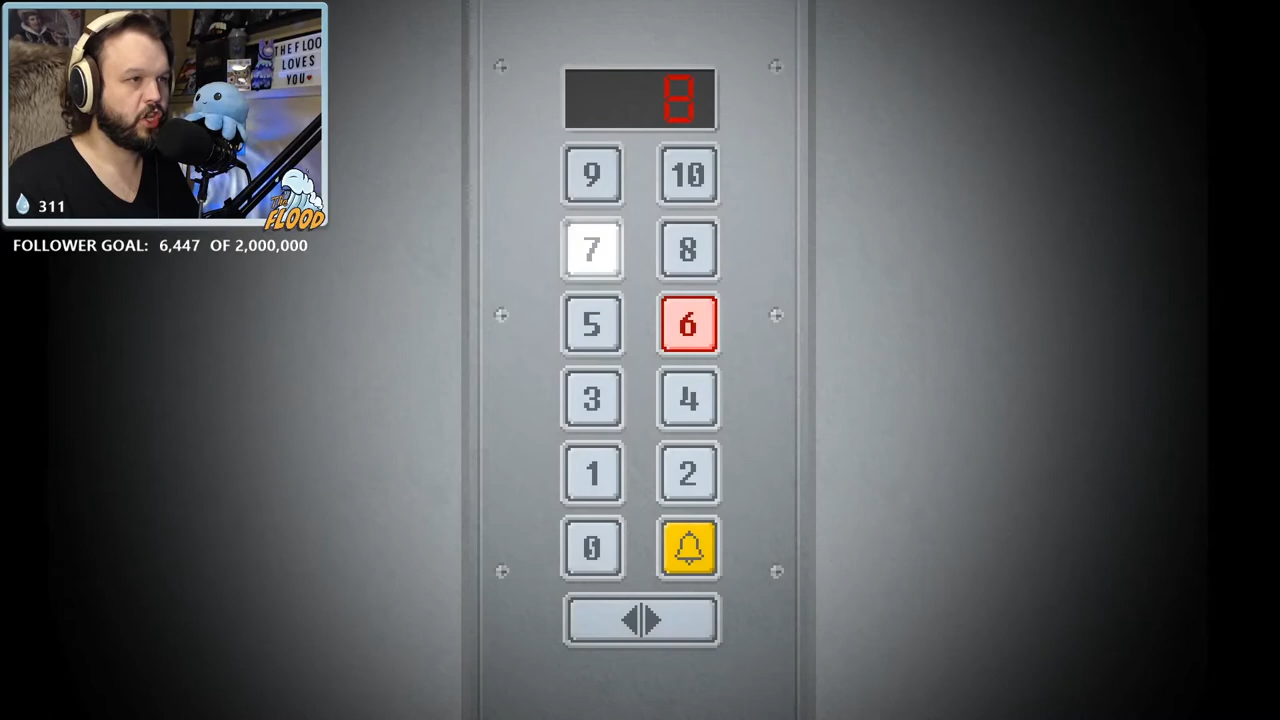 THE FLOO
LOVES
YOU
311
The
FLOOD
FOLLOWER GOAL: 6,447 OF 2,000,000
8
9 10
7 8
5 6
3 4
1 2
0